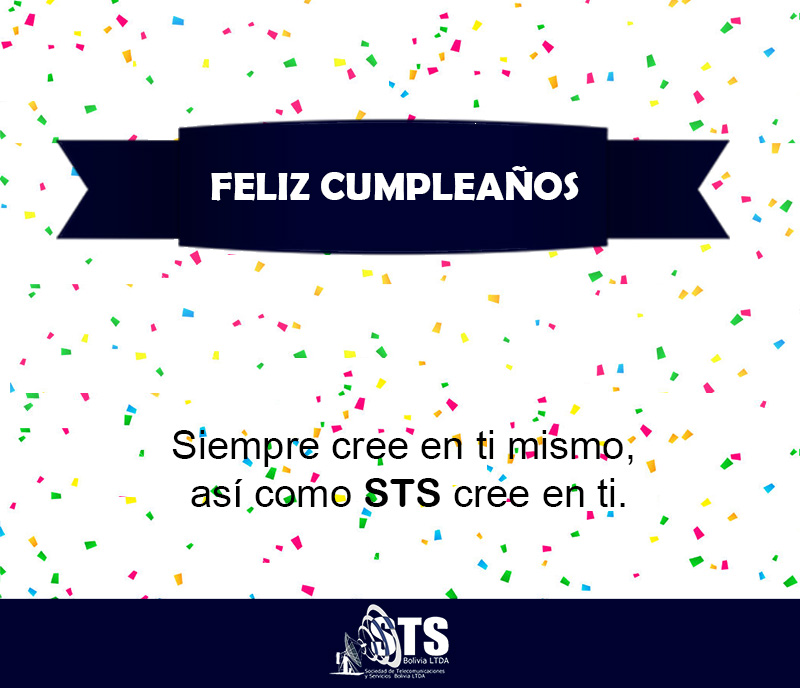 FELIZ CUMPLEAÑOS
Siempre cree en ti mismo,
así como STS cree en ti.
STS
Bolivia LTDA
Sociedad de Telecomunicaciones
y Servicios Bolivia LTDA